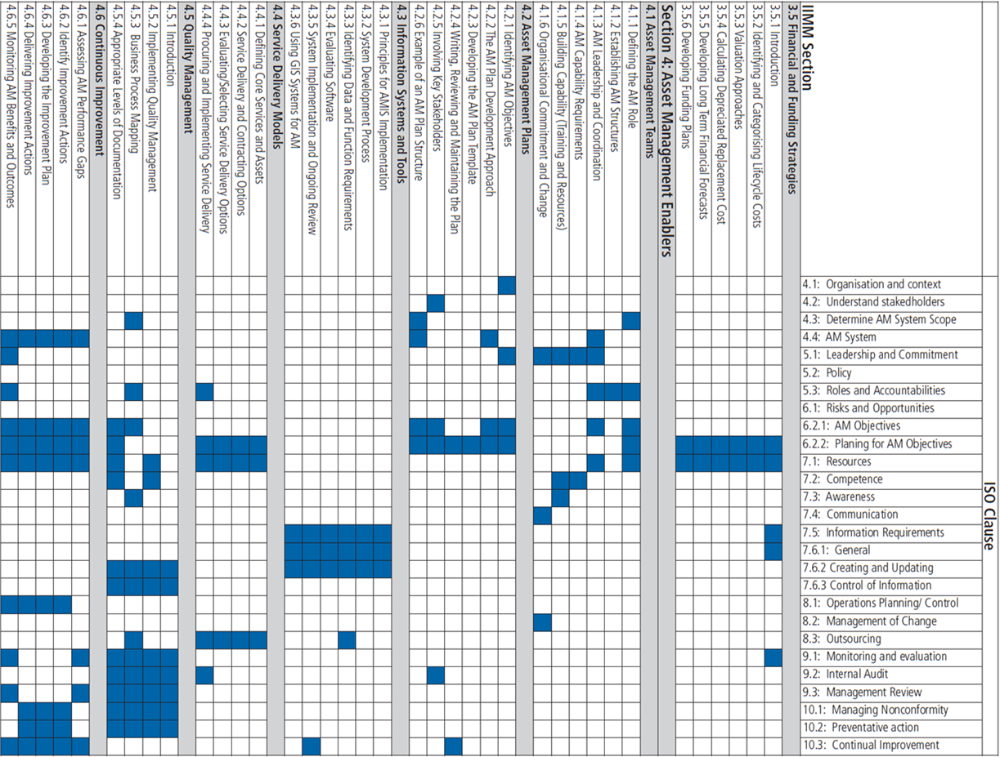 ISO Clause
IIMM Section
4.1: Organisation and context
4.2: Understand stakedholders
4.3: Determine AM System Scope
4.4: AM System
5.1: Leadership and Commitment
5.2: Policy
5.3: Roles and Accountabilities
6.1: Risks and Opportunities
6.2.1: AM Objectives
6.2.2: Planing for AM Objectives
7.1: Resources
7.2: Competence
7.3: Awareness
7.4: Communication
7.5: Information Requirements
7.6.1: General
7.6.2 Creating and Updating
7.6.3 Control of Information
8.1: Operations Planning/ Control
8.2: Management of Change
8.3: Outsourcing
9.1: Monitoring and evaluation
9.2: Internal Audit
9.3: Management Review
10.1: Managing Nonconformity
10.2: Preventative action
10.3: Continual Improvement
3.5 Financial and Funding Strategies
3.5.1 Introduction
3.5.2 Identifying and Categorising Lifecycle Costs
3.5.3 Valuation Approaches
3.5.4 Calculating Depreciated Replacement Cost
3.5.5 Developing Long Term Financial Forecasts
3.5.6 Developing Funding Plans
Section 4: Asset Management Enablers
4.1 Asset Management Teams
4.1.1 Defining the AM Role
4.1.2 Establishing AM Structures
4.1.3 AM Leadership and Coordination
4.1.4 AM Capability Requirements
4.1.5 Building Capability (Training and Resources)
4.1.6 Organisational Commitment and Change
4.2 Asset Management Plans
4.2.1 Identifying AM Objectives
4.2.2 The AM Plan Development Approach
4.2.3 Developing the AM Plan Template
4.2.4 Writing, Reviewing and Maintaining the Plan
4.2.5 Involving Key Stakeholders
4.2.6 Example of an AM Plan Structure
4.3 Information Systems and Tools
4.3.1 Principles for AMIS Implementation
4.3.2 System Development Process
4.3.3 Identifying Data and Function Requirements
4.3.4 Evaluating Software
4.3.5 System Implementation and Ongoing Review
4.3.6 Using GIS Systems for AM
4.4 Service Delivery Models
4.4.1 Defining Core Services and Assets
4.4.2 Service Delivery and Contracting Options
4.4.3 Evaluating/Selecting Service Delivery Options
4.4.4 Procuring and Implementing Service Delivery
4.5 Quality Management
4.5.1 Introduction
4.5.2 Implementing Quality Management
4.5.3 Business Process Mapping
4.5.4 Appropriate Levels of Documentation
4.6 Continuous Improvement
4.6.1 Assessing AM Performance Gaps
4.6.2 Identify Improvement Actions
4.6.3 Developing the Improvement Plan
4.6.4 Delivering Improvement Actions
4.6.5 Monitoring AM Benefits and Outcomes